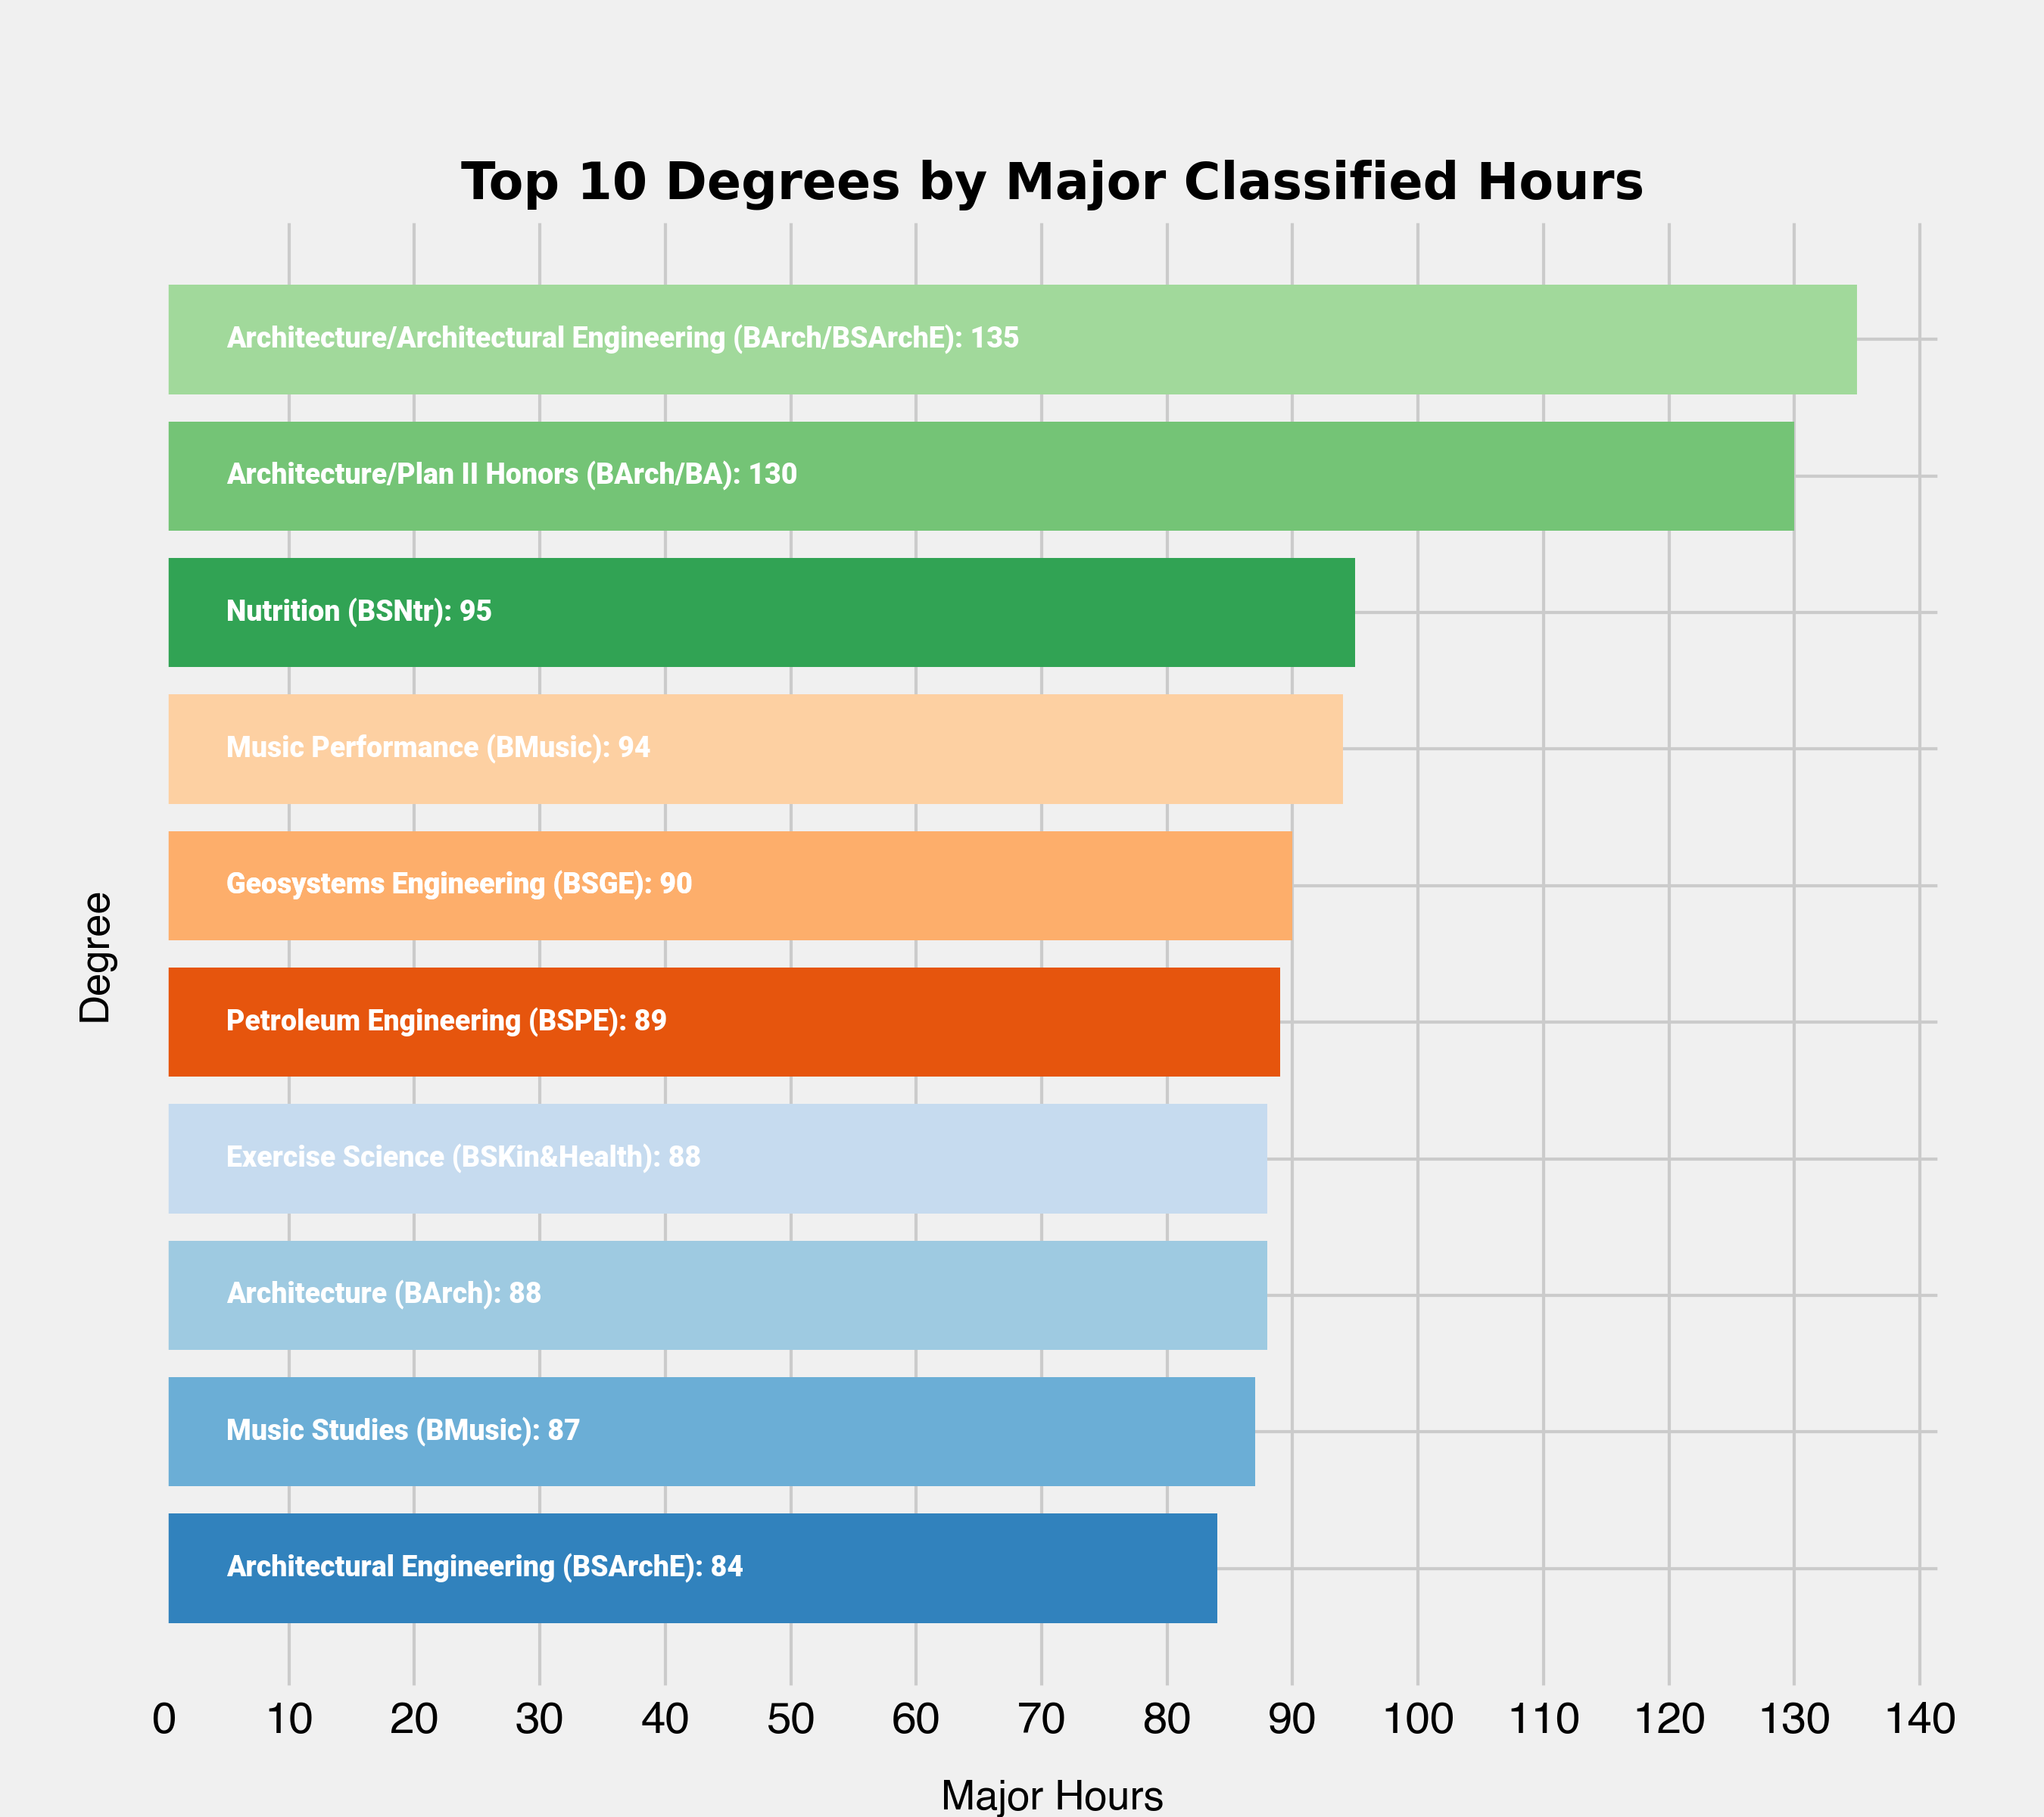 Top 10 Degrees by Major Classified Hours
Architecture/Architectural Engineering (BArch/BSArchE): 135
Architecture/Plan II Honors (BArch/BA): 130
Nutrition (BSNtr): 95
Music Performance (BMusic): 94
Geosystems Engineering (BSGE): 90
Petroleum Engineering (BSPE): 89
Exercise Science (BSKin&Health): 88
Architecture (BArch): 88
Music Studies (BMusic): 87
Architectural Engineering (BSArchE): 84
Degree
0 10 20 30 40 50 60 70 80 90 100 110 120 130 140
Major Hours